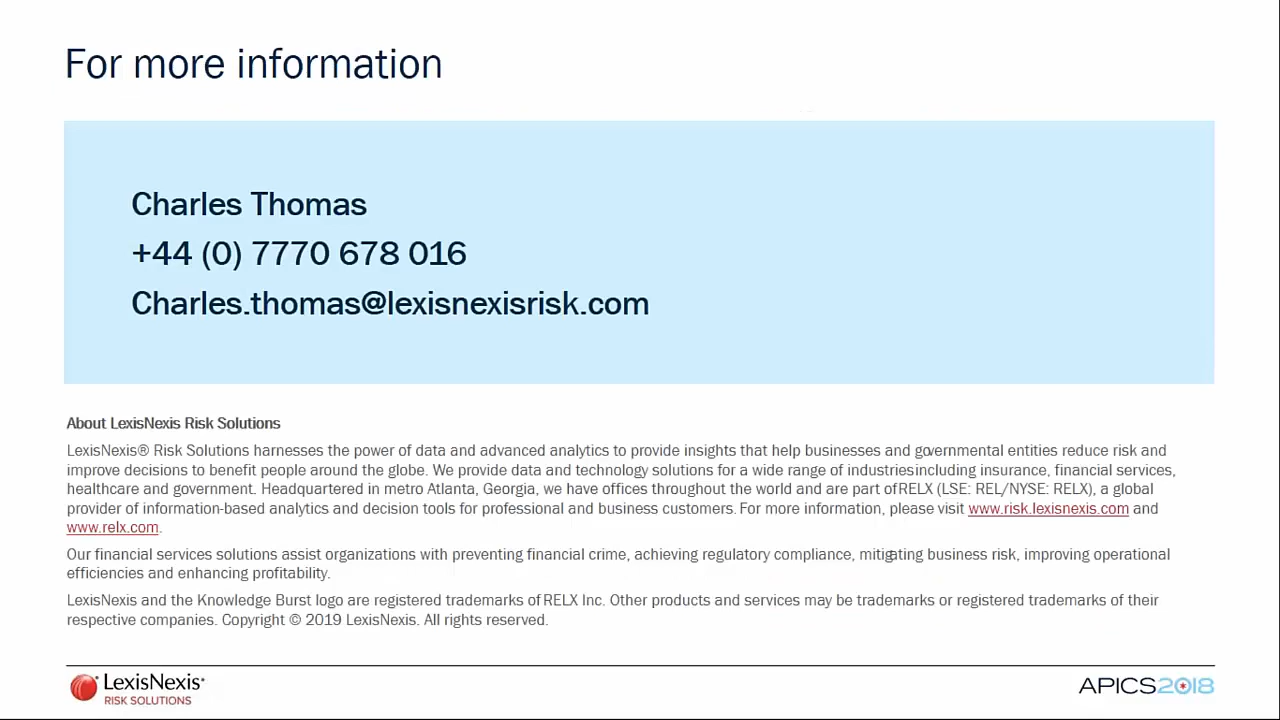 For more information
Charles Thomas
+44 (0) 7770 678 016
Charles.thomas@lexisnexisrisk.com
About LexisNexis Risk Solutions
LexisNexis® Risk Solutions harnesses the power of data and advanced analytics to provide insights that help businesses and governmental entities reduce risk and
improve decisions to benefit people around the globe. We provide data and technology solutions for a wide range of industries including insurance, financial services,
healthcare and government. Headquartered in metro Atlanta, Georgia, we have offices throughout the world and are part of RELX (LSE: REL/NYSE: RELX), a global
provider of information-based analytics and decision tools for professional and business customers. For more information, please visit www.risk.lexisnexis.com and
www.relx.com.
Our financial services solutions assist organizations with preventing financial crime, achieving regulatory compliance, mitigating business risk, improving operational
efficiencies and enhancing profitability.
LexisNexis and the Knowledge Burst logo are registered trademarks of RELX Inc. Other products and services may be trademarks or registered trademarks of their
respective companies. Copyright © 2019 LexisNexis. All rights reserved.
LexisNexis®
RISK SOLUTIONS
APICS2018